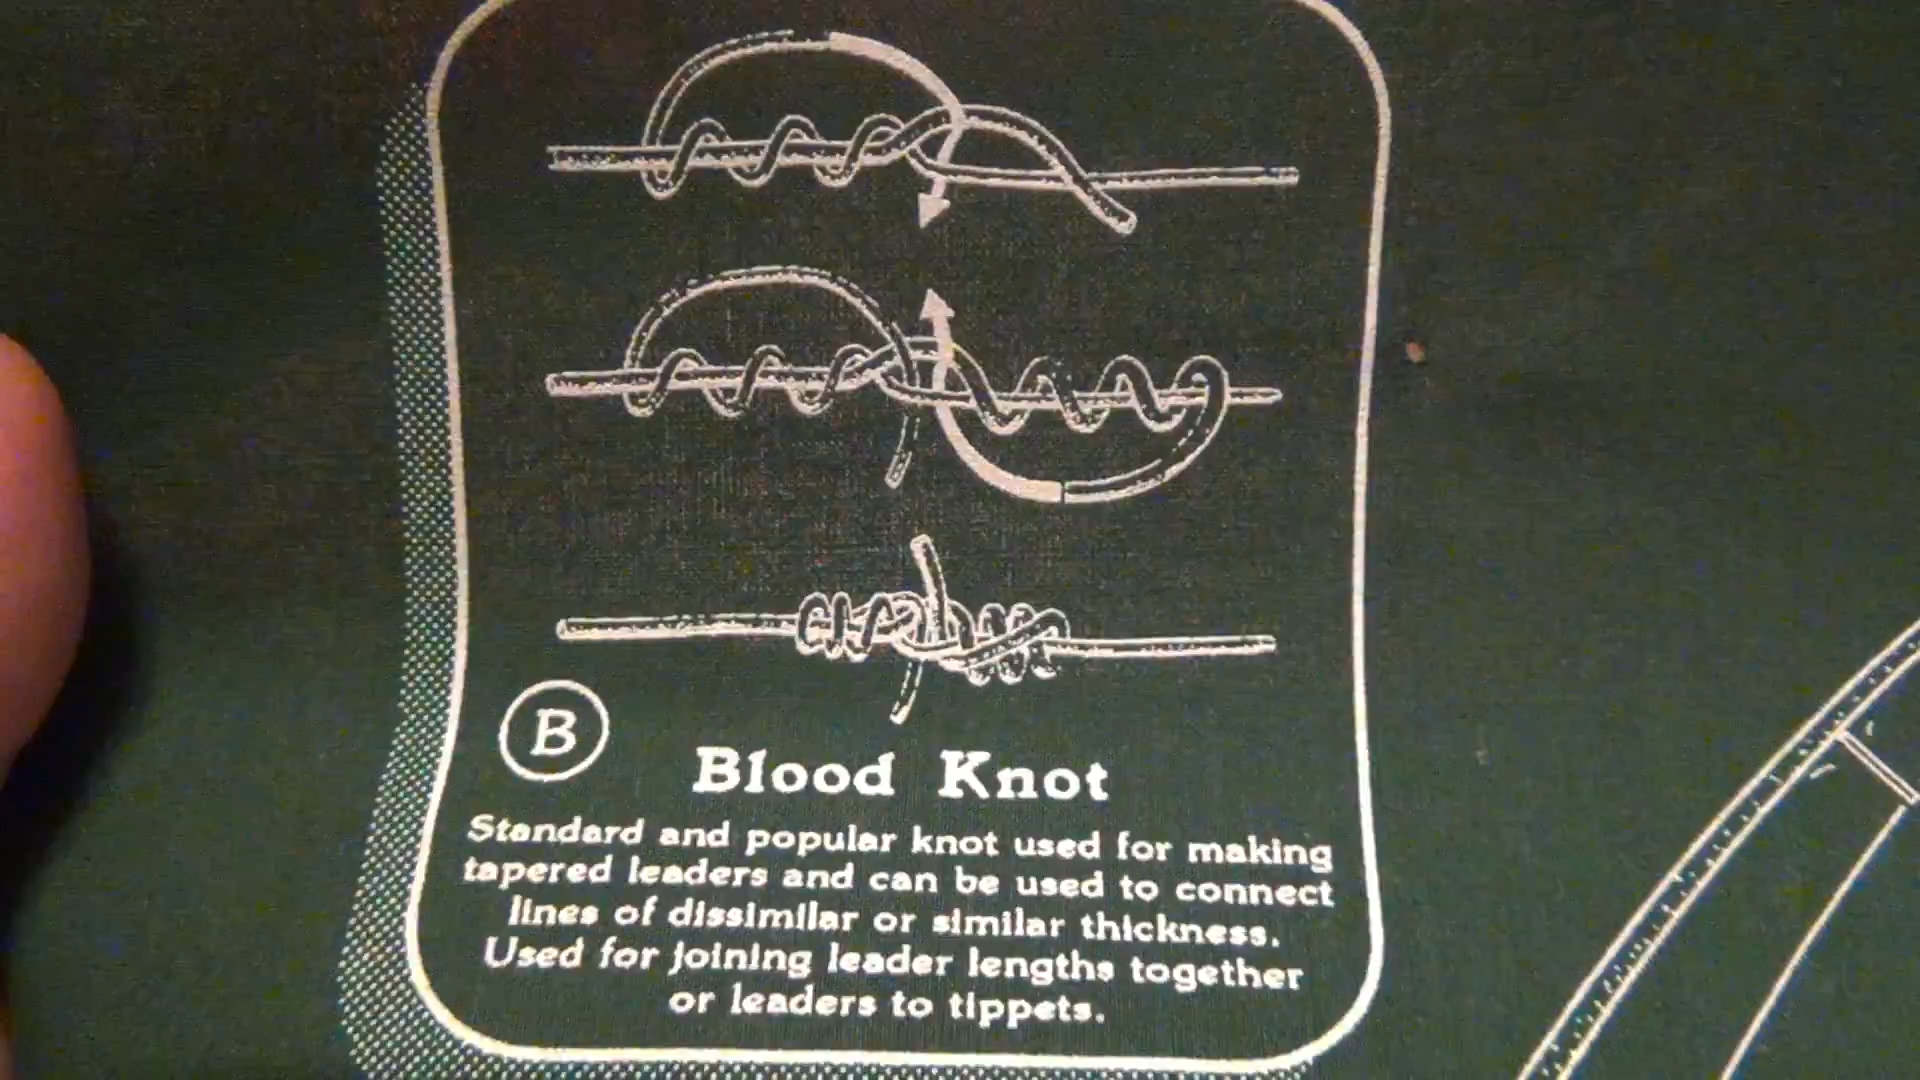 B
Blood Knot
Standard and popular knot used for making
tapered leaders and can be used to connect
lines of dissimilar or similar thickness.
Used for joining leader lengths together
or leaders to tippets.